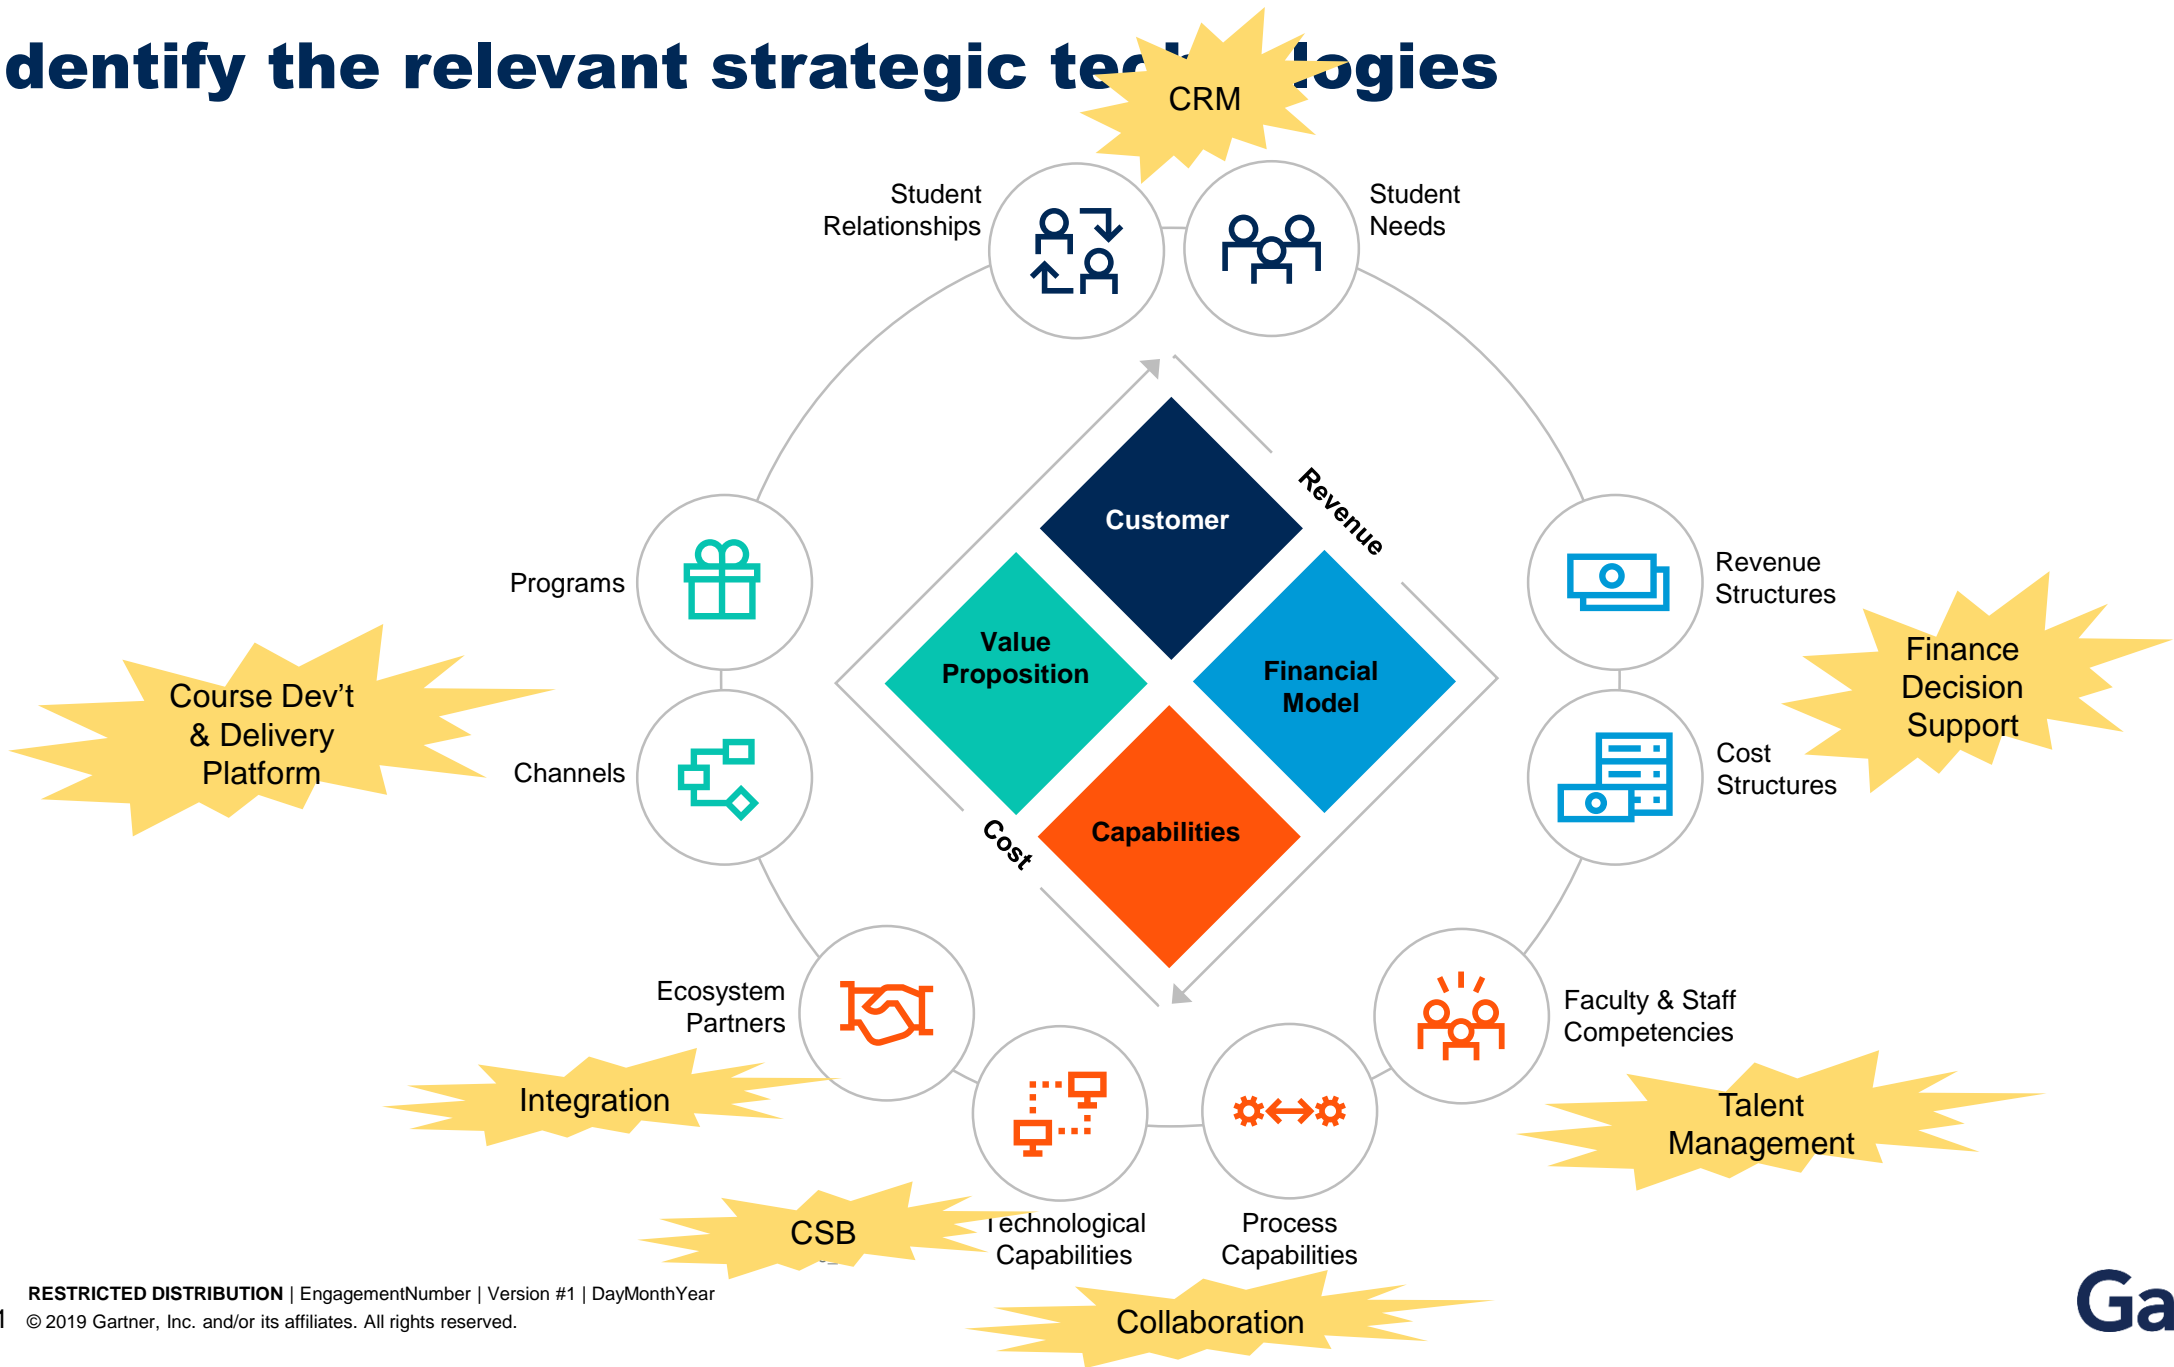 dentify the relevant strategic
CRM
Student
Relationships
Student
Needs
Revenue
Customer
Programs
Revenue
Structures
Value
Proposition
Financial
Model
Course Dev't
& Delivery
Platform
Finance
Decision
Support
Channels
Cost
Structures
Cost
Capabilities
Ecosystem
Partners
Faculty & Staff
Competencies
Integration
Talent
Management
CSB
Technological
Capabilities
Process
Capabilities
RESTRICTED DISTRIBUTION | EngagementNumber | Version #1 | DayMonthYear
1 © 2019 Gartner, Inc. and/or its affiliates. All rights reserved.
Collaboration
Ga